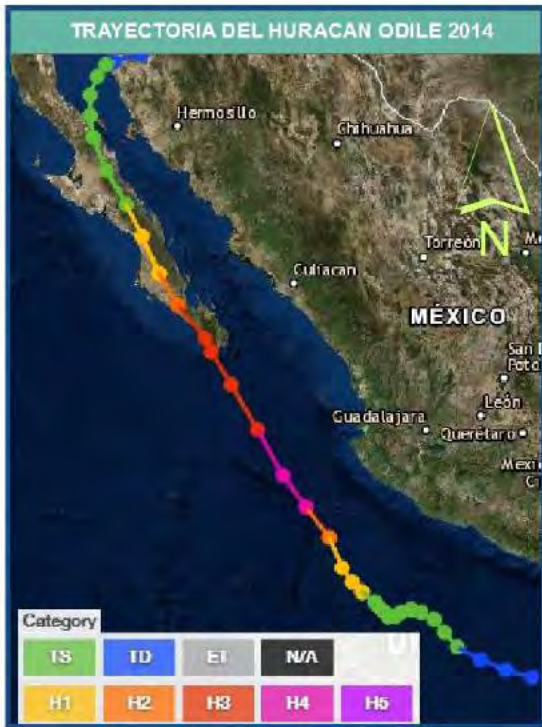 TRAYECTORIA DEL HURACAN ODILE 2014
Hermosillo
Chihuahua
N
Torreón
Culiacan
MÉXICO
León
Guadalajara
Querétaro
Category
TS TD ET N/A
H1 H2 H3 H4 H5